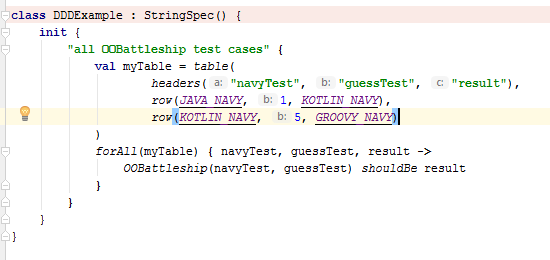 class DDDExample : StringSpec() {
    init {
        "all OOBattleship test cases" {
            val myTable = table(
                    headers( a: "navyTest", b: "guessTest", c: "result"),
                    row(JAVA_NAVY, b: 1, KOTLIN_NAVY),
                    row(KOTLIN_NAVY, b: 5, GROOVY_NAVY)
            )
            forAll(myTable) { navyTest, guessTest, result ->
                OOBattleship(navyTest, guessTest) shouldBe result
            }
        }
    }
}